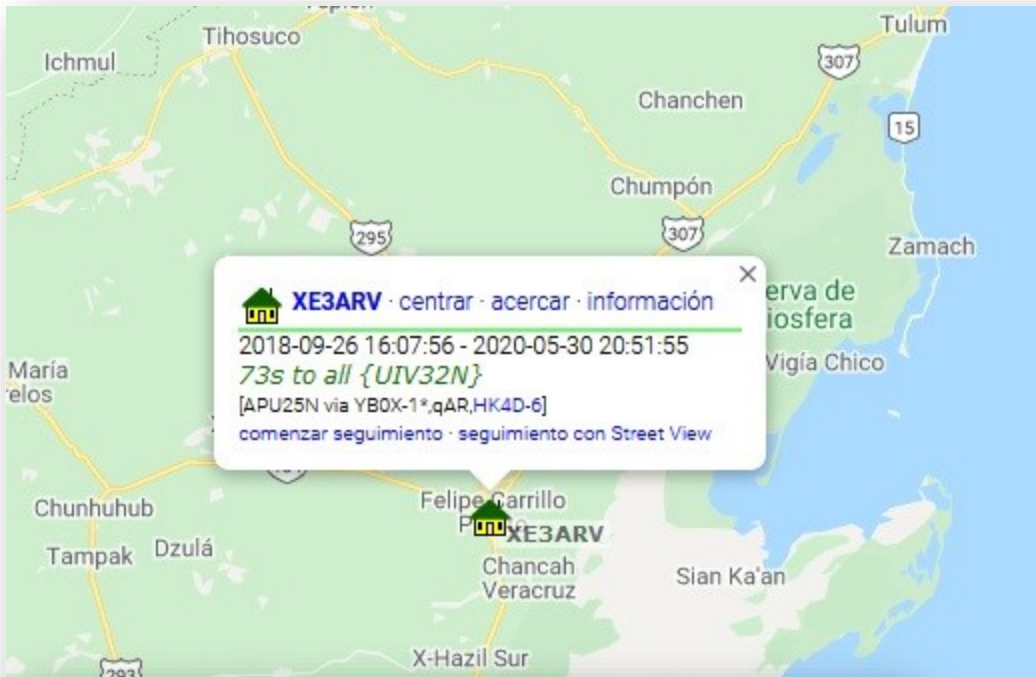 Tihosuco
Tulum
Ichmul
307
Chanchen
15
Chumpón
295
307
Zamach
XE3ARV · centrar · acercar · información
erva de
iosfera
2018-09-26 16:07:56 - 2020-05-30 20:51:55
73s to all {UIV32N}
[APU25N via YB0X-1*,qAR,HK4D-6]
comenzar seguimiento · seguimiento con Street View
María
elos
Vigía Chico
Felipe Carrillo
XE3ARV
Chunhuhub
Tampak
Dzulá
Chancah
Veracruz
Sian Ka'an
X-Hazil Sur
293